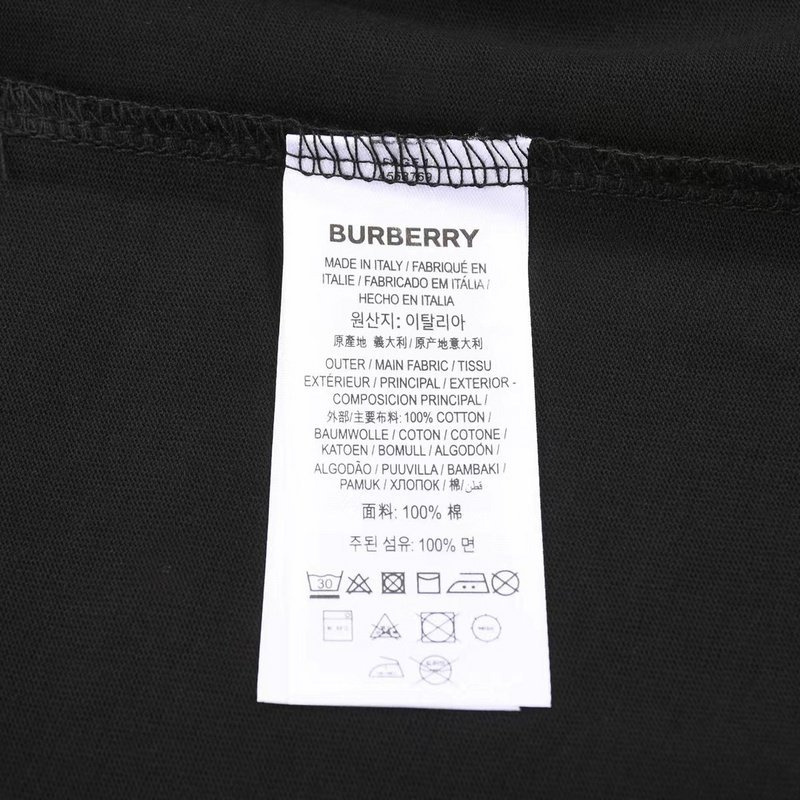 4558769
BURBERRY
MADE IN ITALY / FABRIQUÉ EN
ITALIE / FABRICADO EM ITÁLIA /
HECHO EN ITALIA
원산지: 이탈리아
原產地 義大利 / 原产地意大利
OUTER / MAIN FABRIC / TISSU
EXTÉRIEUR / PRINCIPAL / EXTERIOR -
COMPOSICION PRINCIPAL /
外部/主要布料: 100% COTTON /
BAUMWOLLE / COTON / COTONE /
KATOEN / BOMULL / ALGODÓN /
ALGODÃO / PUUVILLA / BAMBAKI /
PAMUK / ХЛОПОК / 棉/ قطن
面料: 100% 棉
주된 섬유: 100% 면
30